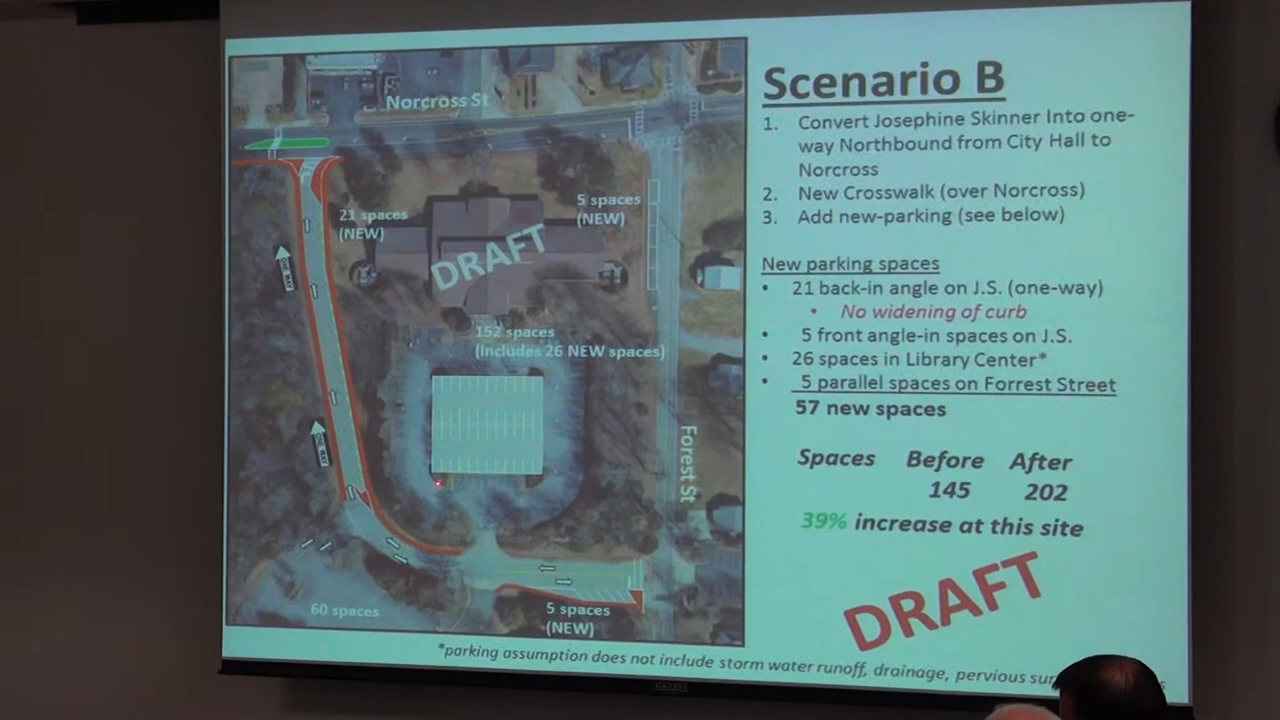 Norcross St
21 spaces
(NEW)
5 spaces
(NEW)
ONE WAY
DRAFT
152 spaces
(Includes 26 NEW spaces)
ONE WAY
Forest St
60 spaces
5 spaces
(NEW)
Scenario B
1. Convert Josephine Skinner Into one-
way Northbound from City Hall to
Norcross
2. New Crosswalk (over Norcross)
3. Add new-parking (see below)
New parking spaces
• 21 back-in angle on J.S. (one-way)
• No widening of curb
• 5 front angle-in spaces on J.S.
• 26 spaces in Library Center*
• 5 parallel spaces on Forrest Street
57 new spaces
Spaces Before After
145 202
39% increase at this site
DRAFT
*parking assumption does not include storm water runoff, drainage, pervious